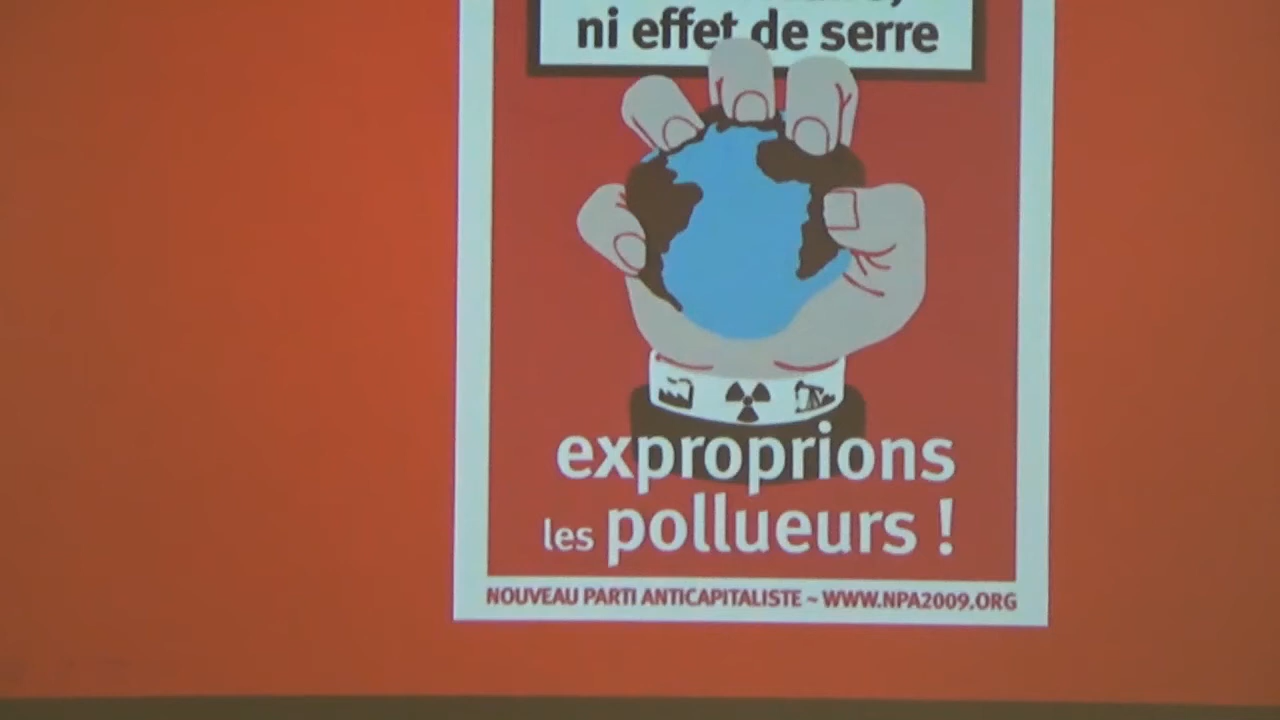 ni effet de serre
exproprions
les pollueurs !
NOUVEAU PARTI ANTICAPITALISTE ~ WWW.NPA2009.ORG